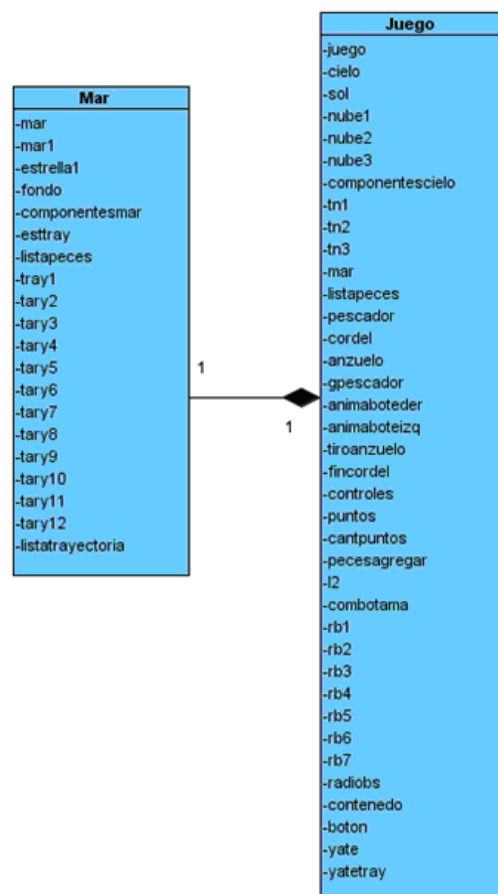 Mar
-mar
-mar1
-estrella1
-fondo
-componentesmar
-esttray
-listapeces
-tray1
-tary2
-tary3
-tary4
-tary5
-tary6
-tary7
-tary8
-tary9
-tary10
-tary11
-tary12
-listatrayectoria
1
1
Juego
-juego
-cielo
-sol
-nube1
-nube2
-nube3
-componentescielo
-tn1
-tn2
-tn3
-mar
-listapeces
-pescador
-cordel
-anzuelo
-gpescador
-animaboteder
-animaboteizq
-tiroanzuelo
-fincordel
-controles
-puntos
-cantpuntos
-pecesagregar
-l2
-combotama
-rb1
-rb2
-rb3
-rb4
-rb5
-rb6
-rb7
-radiobs
-contenedo
-boton
-yate
-yatetray